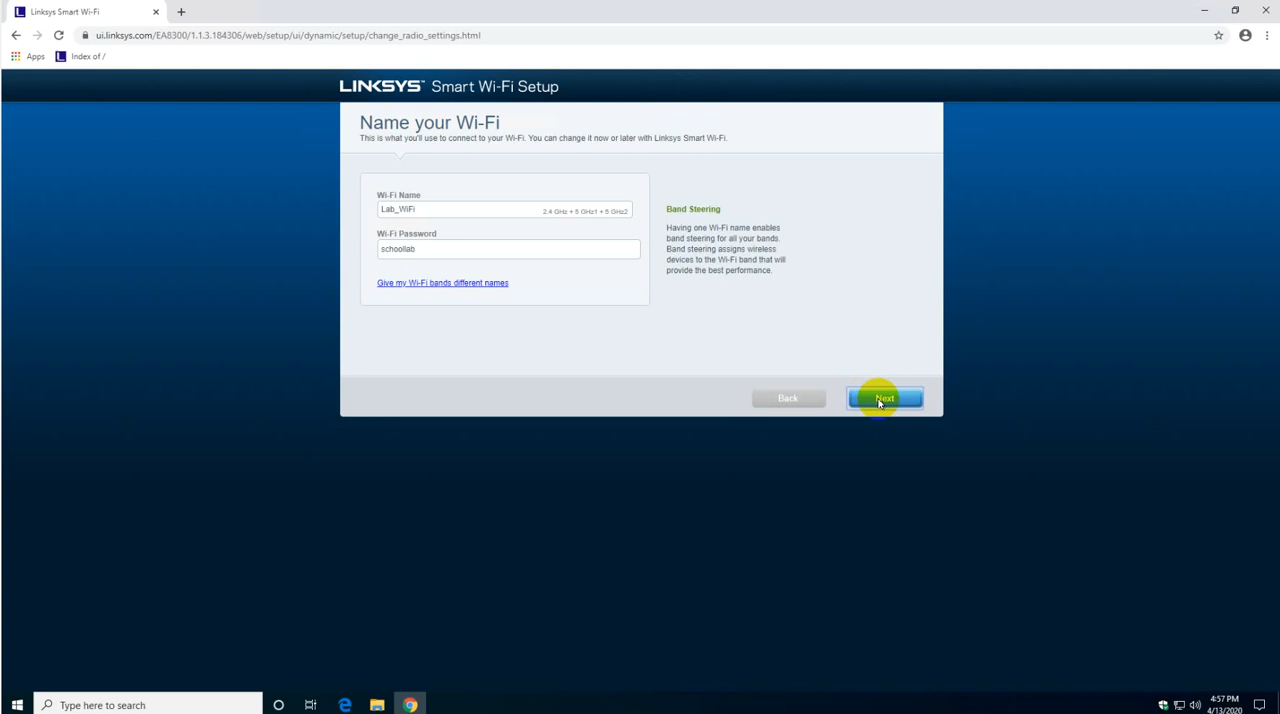 Linksys Smart Wi-Fi
ui.linksys.com/EA8300/1.1.3.184306/web/setup/ui/dynamic/setup/change_radio_settings.html
Apps
Index of /
LINKSYS™ Smart Wi-Fi Setup
Name your Wi-Fi
This is what you'll use to connect to your Wi-Fi. You can change it now or later with Linksys Smart Wi-Fi.
Wi-Fi Name
Lab_WiFi 2.4 GHz + 5 GHz1 + 5 GHz2
Wi-Fi Password
schoollab
Give my Wi-Fi bands different names
Band Steering
Having one Wi-Fi name enables
band steering for all your bands.
Band steering assigns wireless
devices to the Wi-Fi band that will
provide the best performance.
Back
Next
Type here to search
4:57 PM
4/13/2020